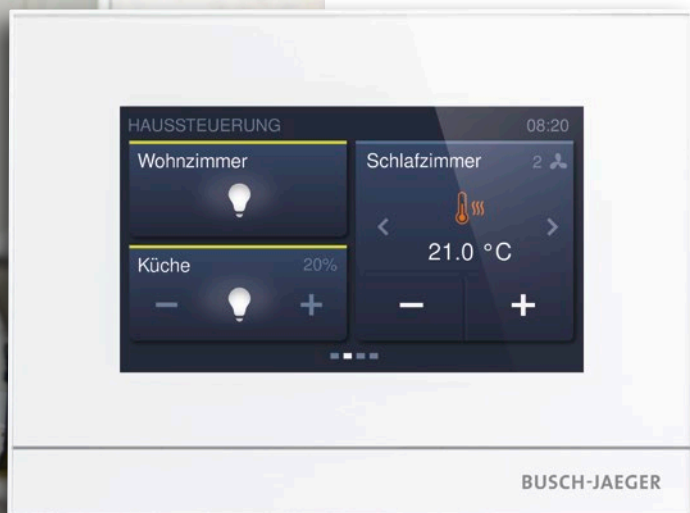 HAUSSTEUERUNG 08:20
Wohnzimmer
Küche 20%
Schlafzimmer 2
21.0 °C
BUSCH-JAEGER